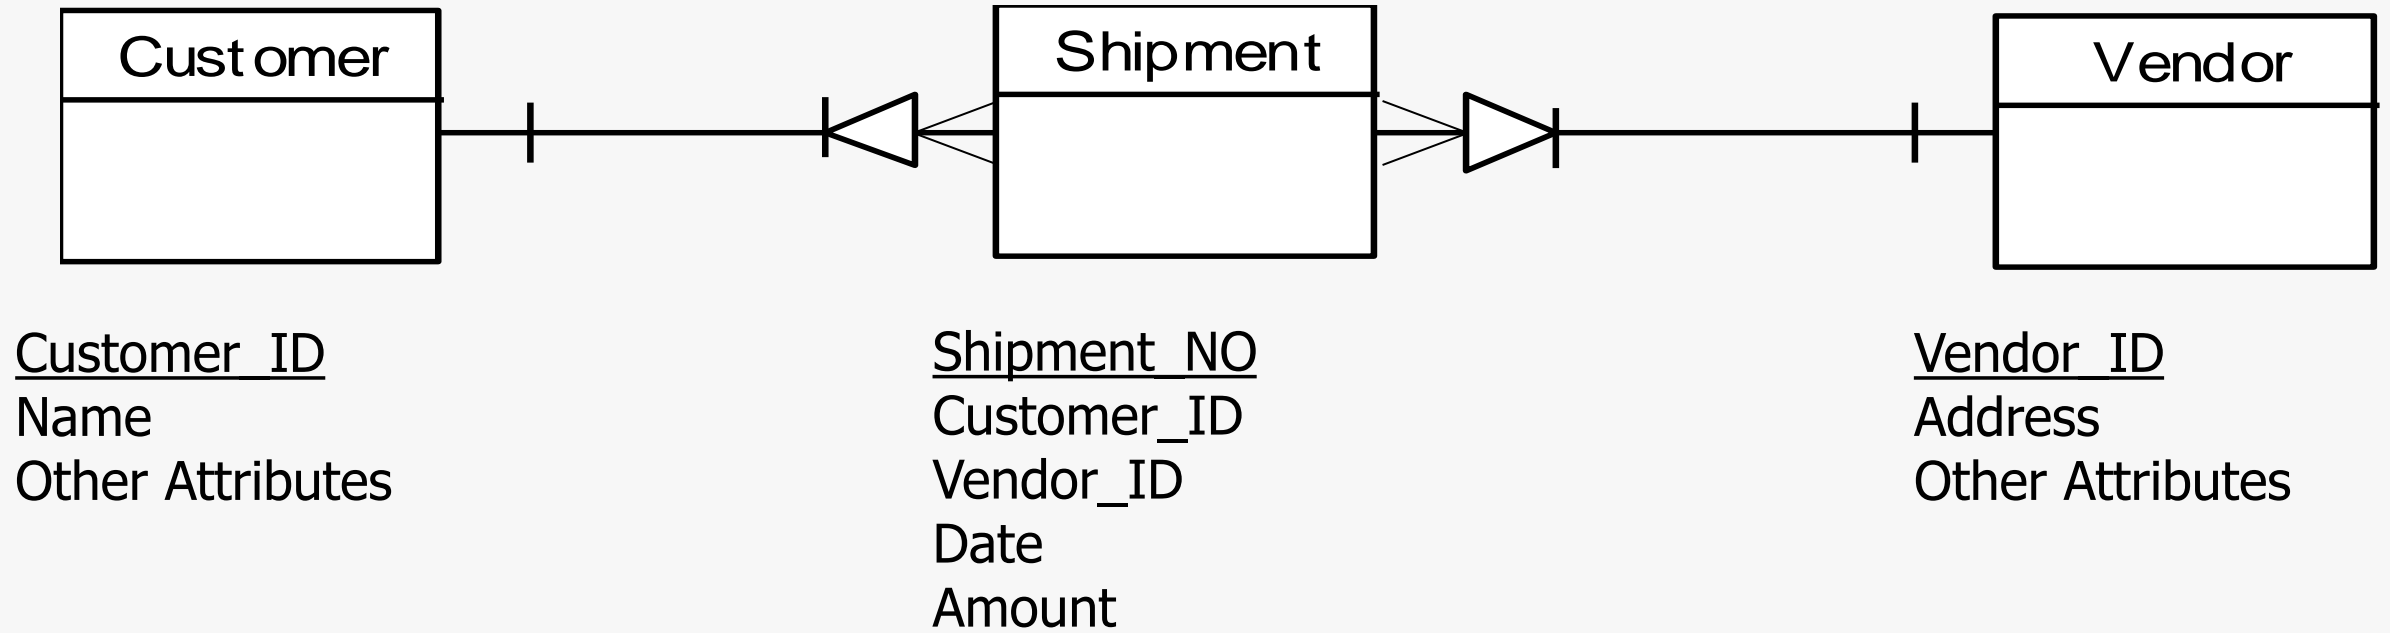 Customer
Shipment
Vendor
Customer_ID
Name
Other Attributes
Shipment_NO
Customer_ID
Vendor_ID
Date
Amount
Vendor_ID
Address
Other Attributes